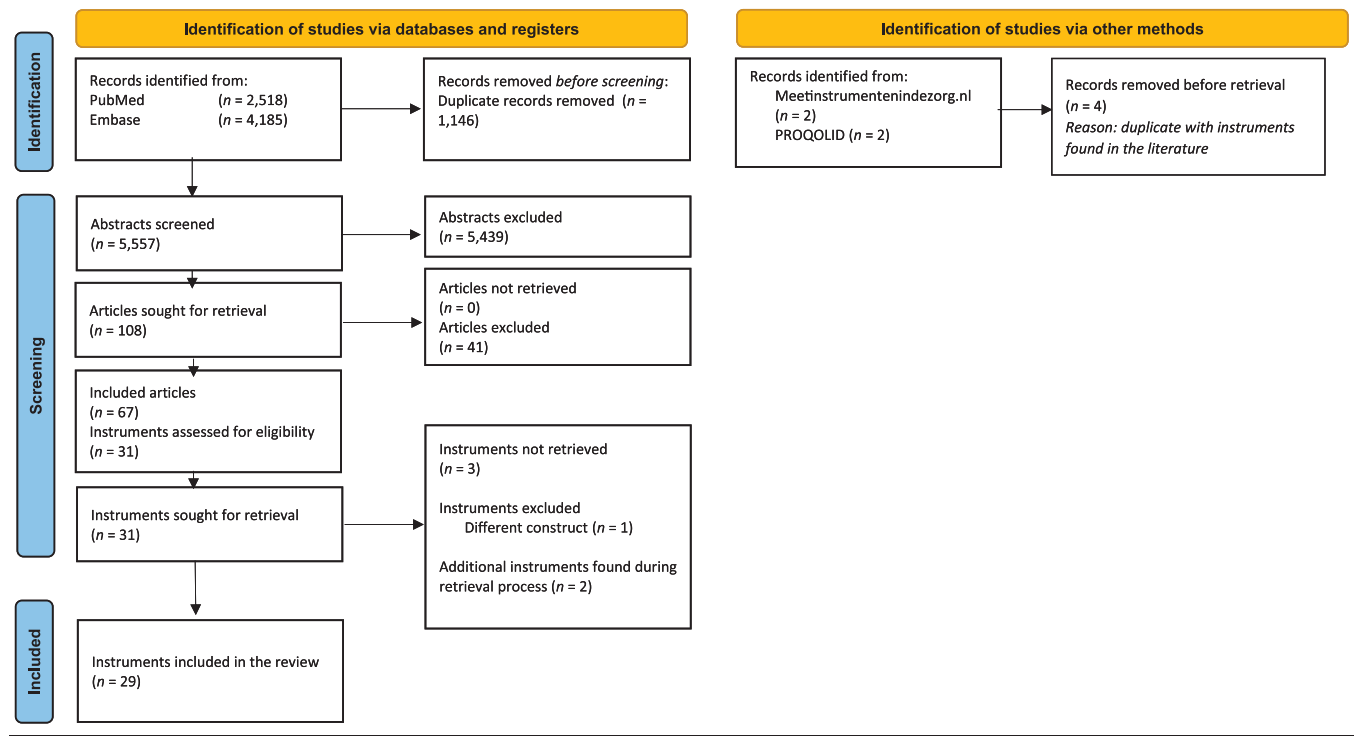 Identification of studies via databases and registers
Identification of studies via other methods
Identification
Records identified from:
PubMed (n = 2,518)
Embase (n = 4,185)
Records removed before screening:
Duplicate records removed (n =
1,146)
Records identified from:
Meetinstrumentenindezorg.nl
(n = 2)
PROQOLID (n = 2)
Records removed before retrieval
(n = 4)
Reason: duplicate with instruments
found in the literature
Screening
Abstracts screened
(n = 5,557)
Abstracts excluded
(n = 5,439)
Articles sought for retrieval
(n = 108)
Articles not retrieved
(n = 0)
Articles excluded
(n = 41)
Included articles
(n = 67)
Instruments assessed for eligibility
(n = 31)
Instruments sought for retrieval
(n = 31)
Instruments not retrieved
(n = 3)
Instruments excluded
Different construct (n = 1)
Additional instruments found during
retrieval process (n = 2)
Included
Instruments included in the review
(n = 29)